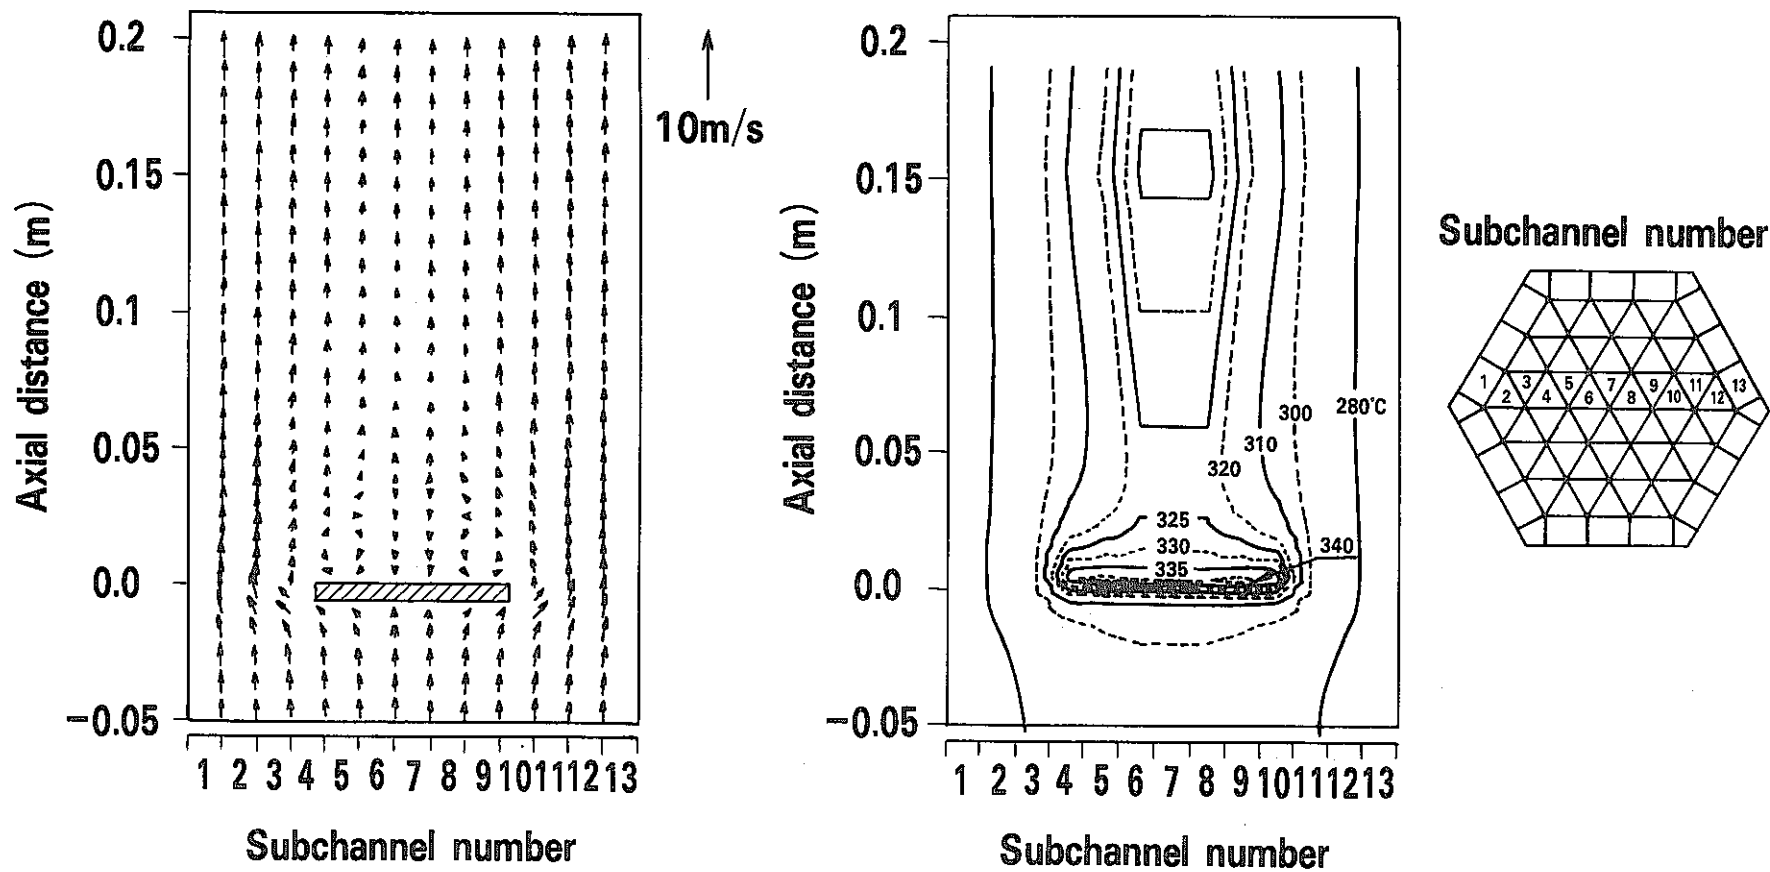 0.2
0.15
0.1
0.05
0.0
−0.05
Axial distance (m)
1 2 3 4 5 6 7 8 9 10 11 12 13
Subchannel number
10m/s
0.2
0.15
0.1
0.05
0.0
−0.05
Axial distance (m)
280°C
300
310
320
325
330
340
335
1 2 3 4 5 6 7 8 9 10 11 12 13
Subchannel number
Subchannel number
1 3 5 7 9 11 13
2 4 6 8 10 12